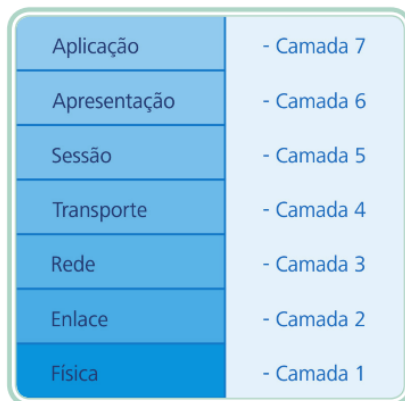 Aplicação - Camada 7
Apresentação - Camada 6
Sessão - Camada 5
Transporte - Camada 4
Rede - Camada 3
Enlace - Camada 2
Física - Camada 1